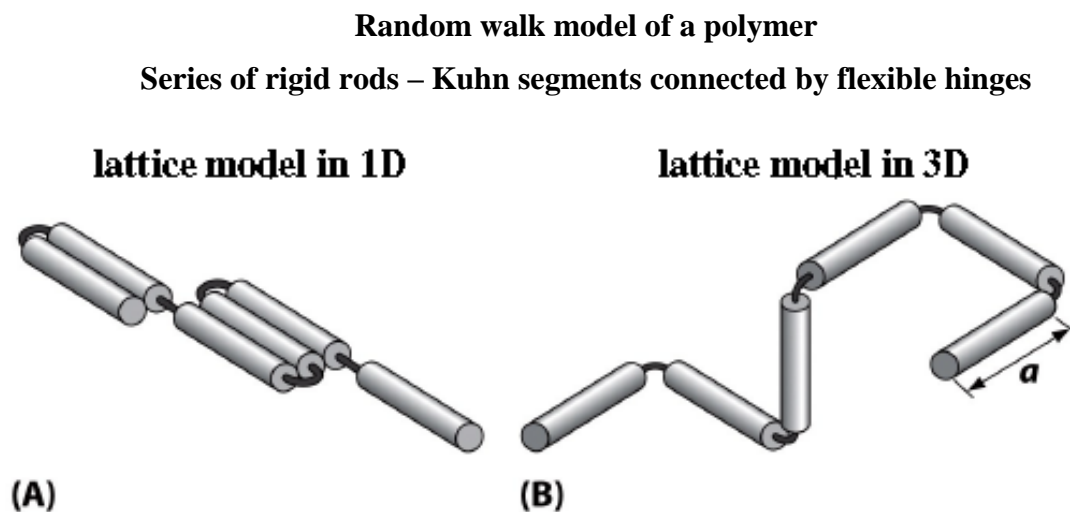 Random walk model of a polymer
Series of rigid rods – Kuhn segments connected by flexible hinges
lattice model in 1D
lattice model in 3D
a
(A)
(B)